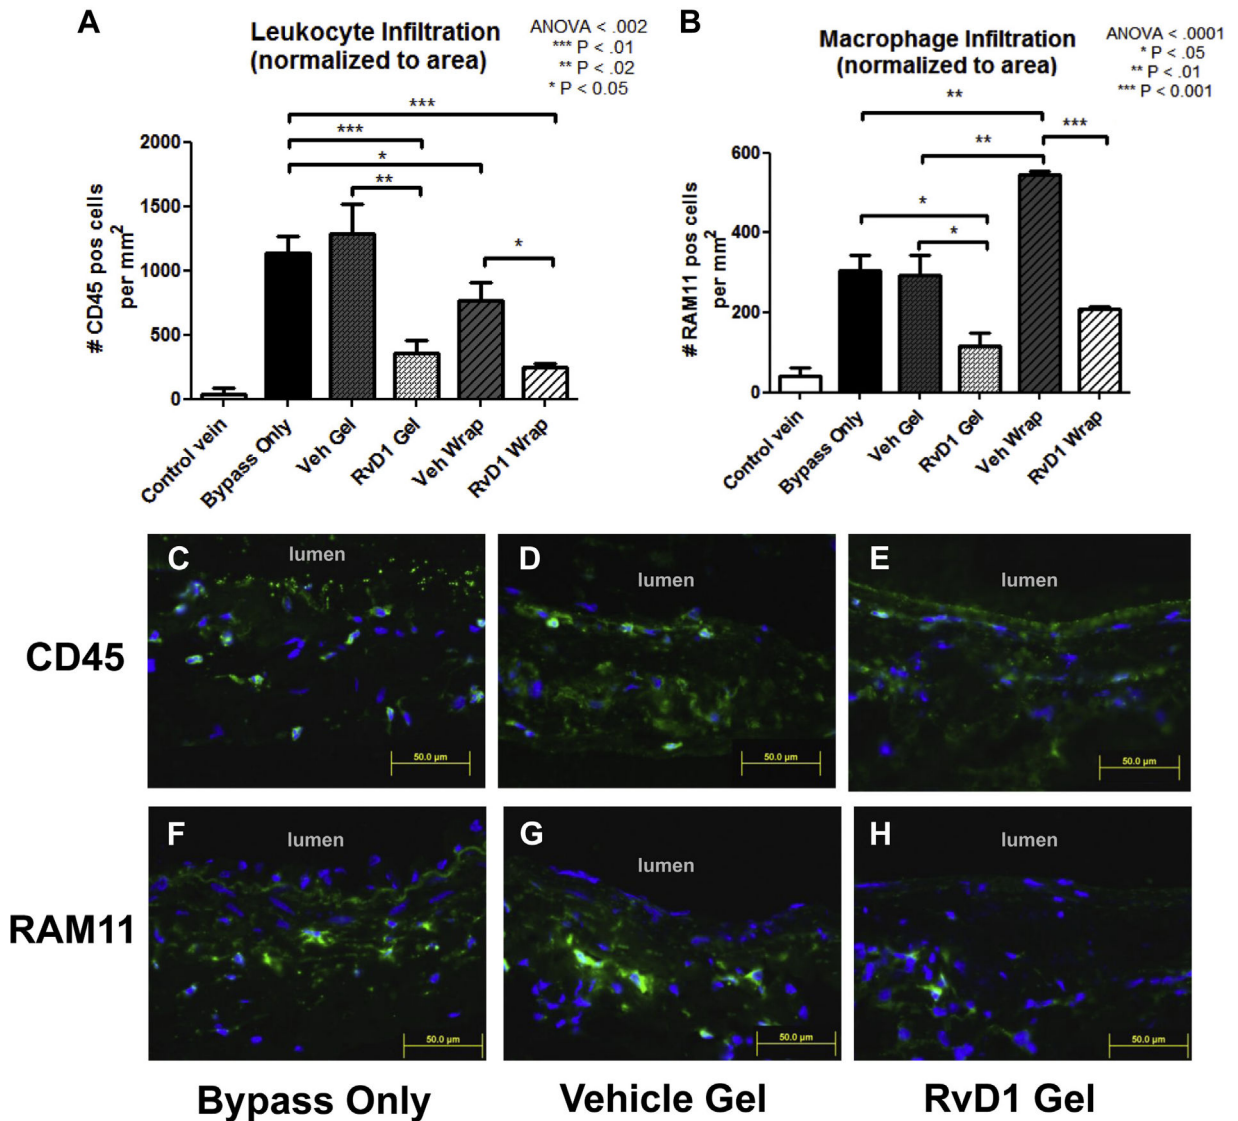 A
Leukocyte Infiltration
(normalized to area)
ANOVA < .002
*** P < .01
** P < .02
* P < 0.05
***
***
*
**
*
# CD45 pos cells
per mm2
2000
1500
1000
500
0
Control vein
Bypass Only
Veh Gel
RvD1 Gel
Veh Wrap
RvD1 Wrap
B
Macrophage Infiltration
(normalized to area)
ANOVA < .0001
* P < .05
** P < .01
*** P < 0.001
**
***
**
*
*
# RAM11 pos cells
per mm2
600
400
200
0
Control vein
Bypass Only
Veh Gel
RvD1 Gel
Veh Wrap
RvD1 Wrap
CD45
C
lumen
50.0 µm
D
lumen
50.0 µm
E
lumen
50.0 µm
RAM11
F
lumen
50.0 µm
G
lumen
50.0 µm
H
lumen
50.0 µm
Bypass Only
Vehicle Gel
RvD1 Gel